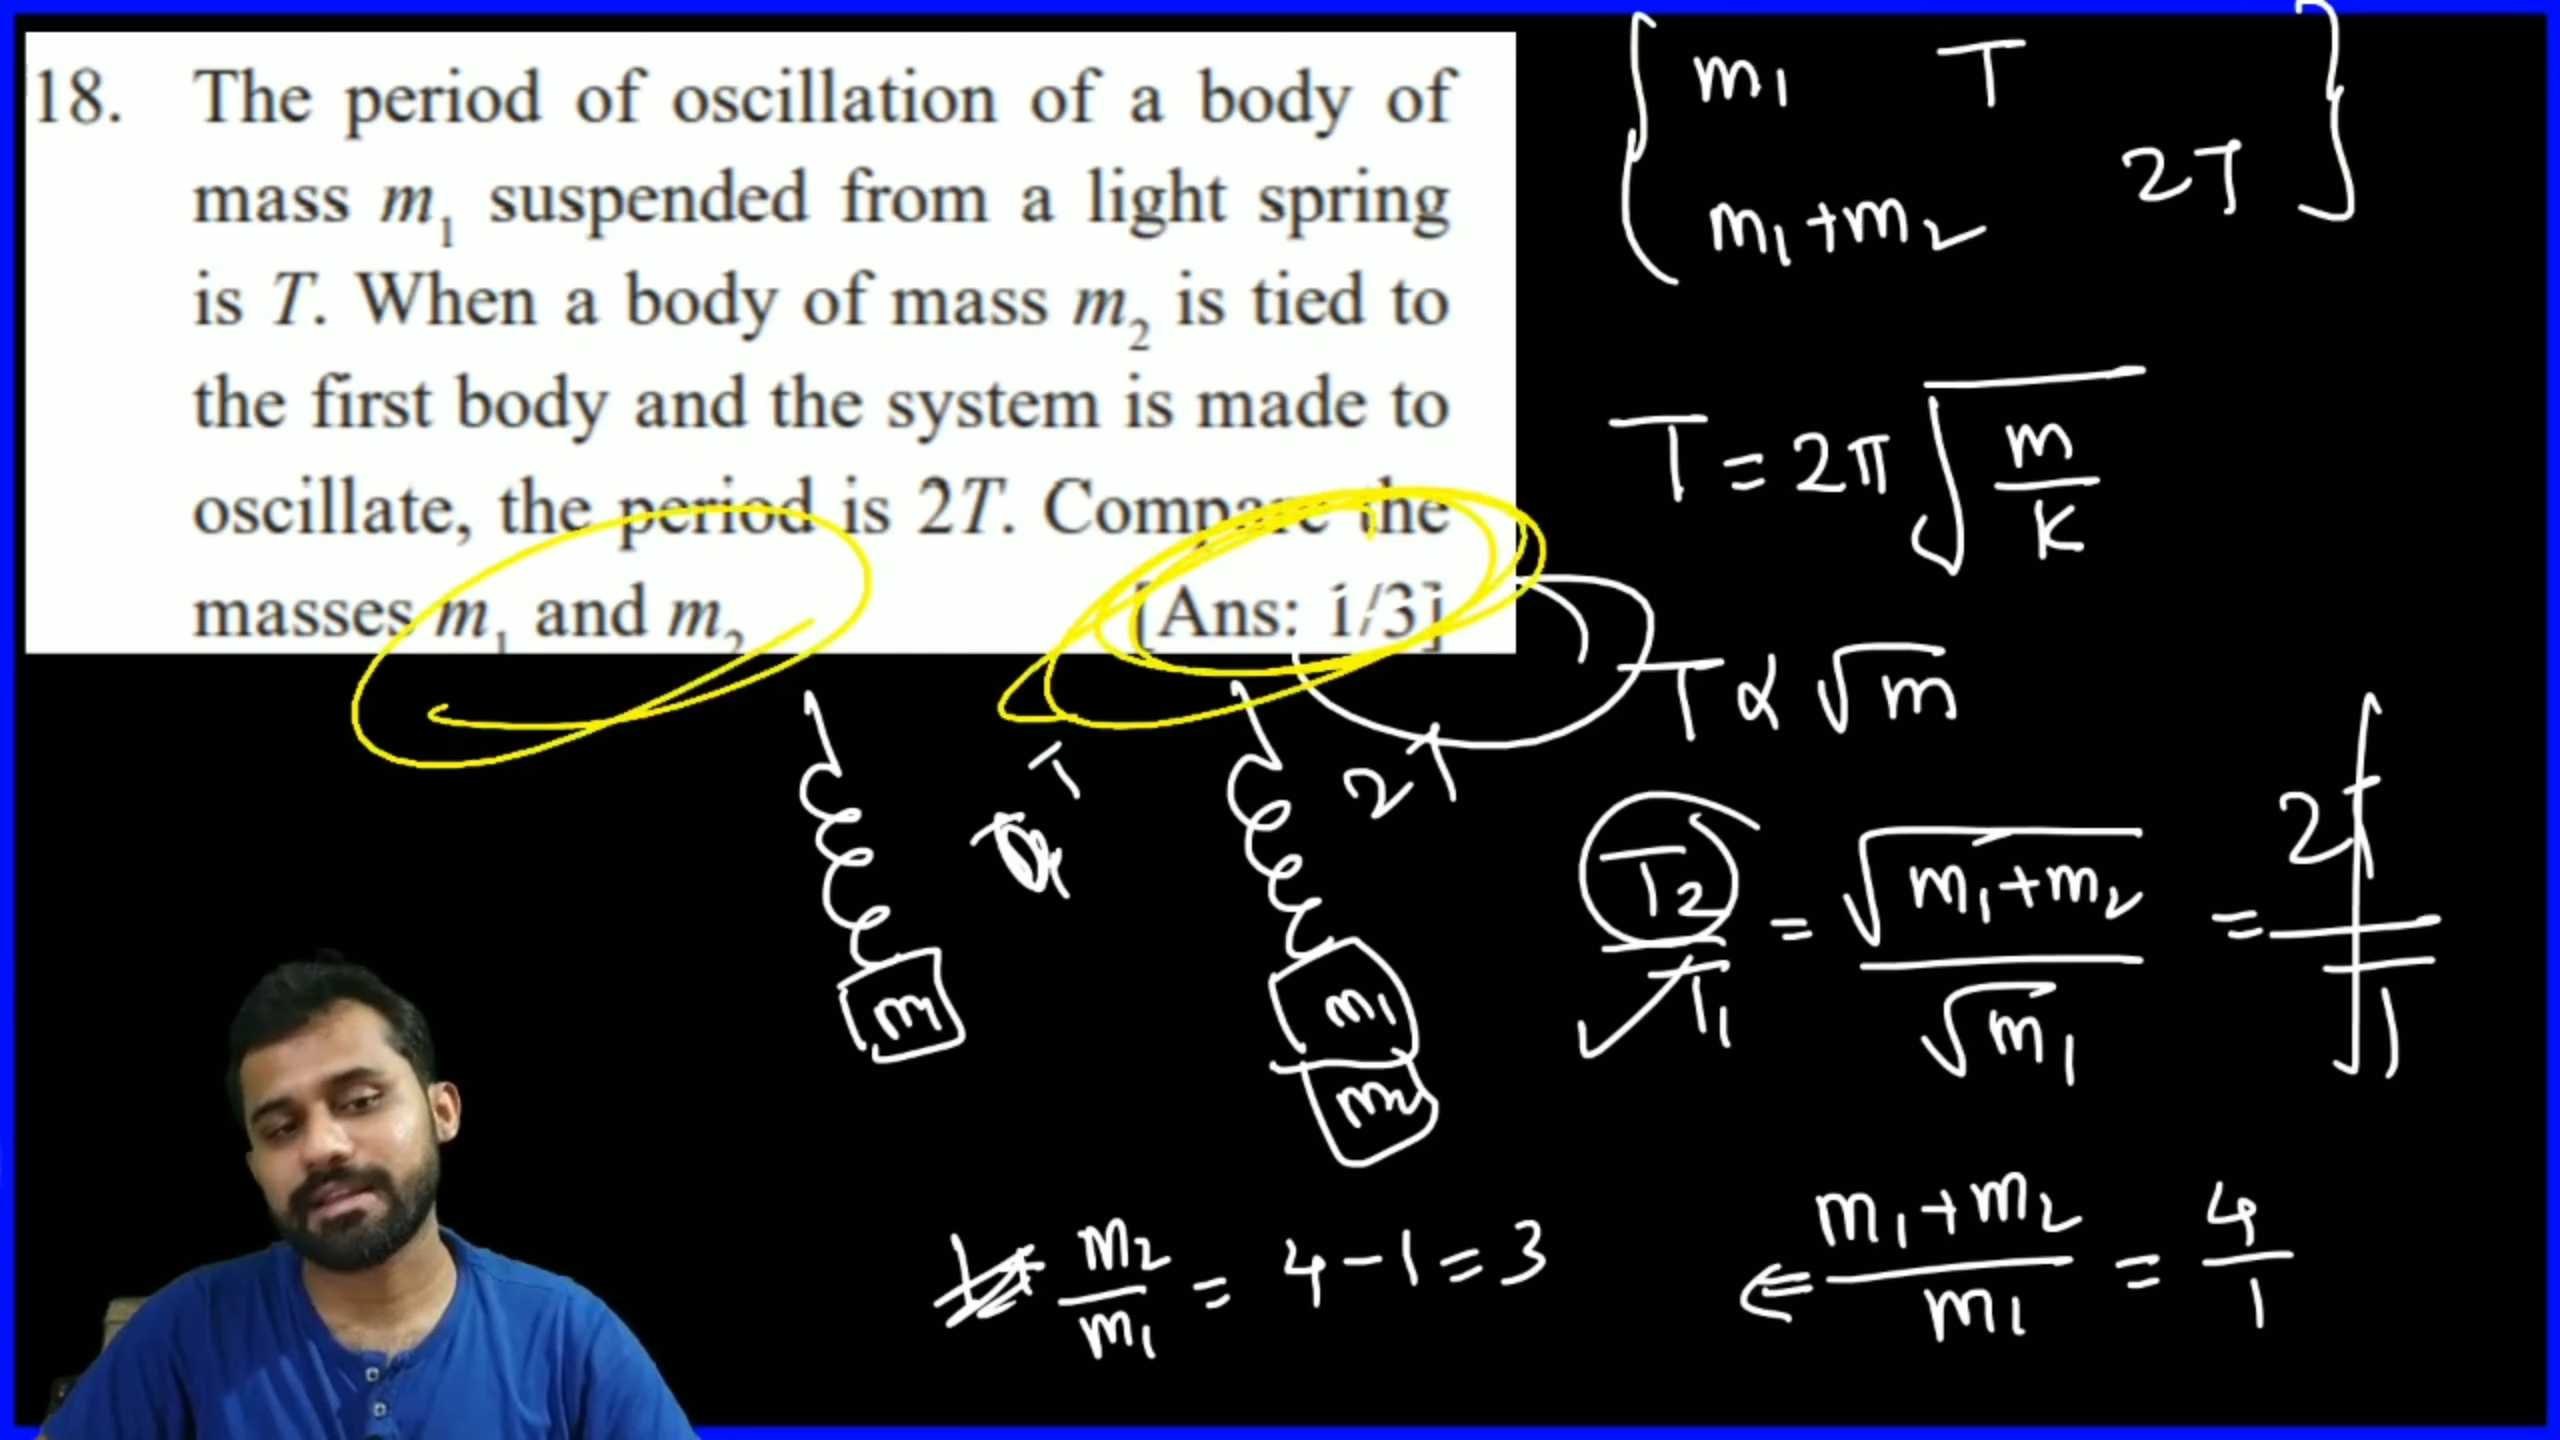 18. The period of oscillation of a body of
mass m₁ suspended from a light spring
is T. When a body of mass m₂ is tied to
the first body and the system is made to
oscillate, the period is 2T. Compare the
masses m₁ and m₂ [Ans: 1/3]
m₁ T
m₁+m₂ 2T
T = 2π √(m/K)
T ∝ √m
T
2T
m₁
m₁
m₂
T₂/T₁ = √(m₁+m₂)/√m₁ = 2T/T 1
(m₁+m₂)/m₁ = 4/1
m₂/m₁ = 4-1 = 3